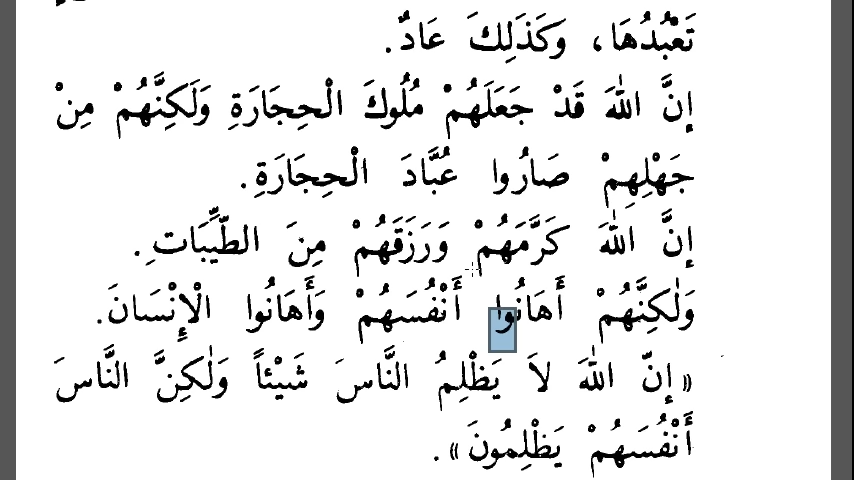 تَعْبُدُهَا، وَكَذَلِكَ عَادٌ.
إِنَّ اللهَ قَدْ جَعَلَهُمْ مُلُوكَ الْحِجَارَةِ وَلَكِنَّهُمْ مِنْ
جَهْلِهِمْ صَارُوا عُبَّادَ الْحِجَارَةِ.
إِنَّ اللهَ كَرَّمَهُمْ وَرَزَقَهُمْ مِنَ الطَّيِّبَاتِ.
وَلٰكِنَّهُمْ أَهَانُوا أَنْفُسَهُمْ وَأَهَانُوا الْإِنْسَانَ.
«إِنَّ اللهَ لاَ يَظْلِمُ النَّاسَ شَيْئاً وَلٰكِنَّ النَّاسَ
أَنْفُسَهُمْ يَظْلِمُونَ».